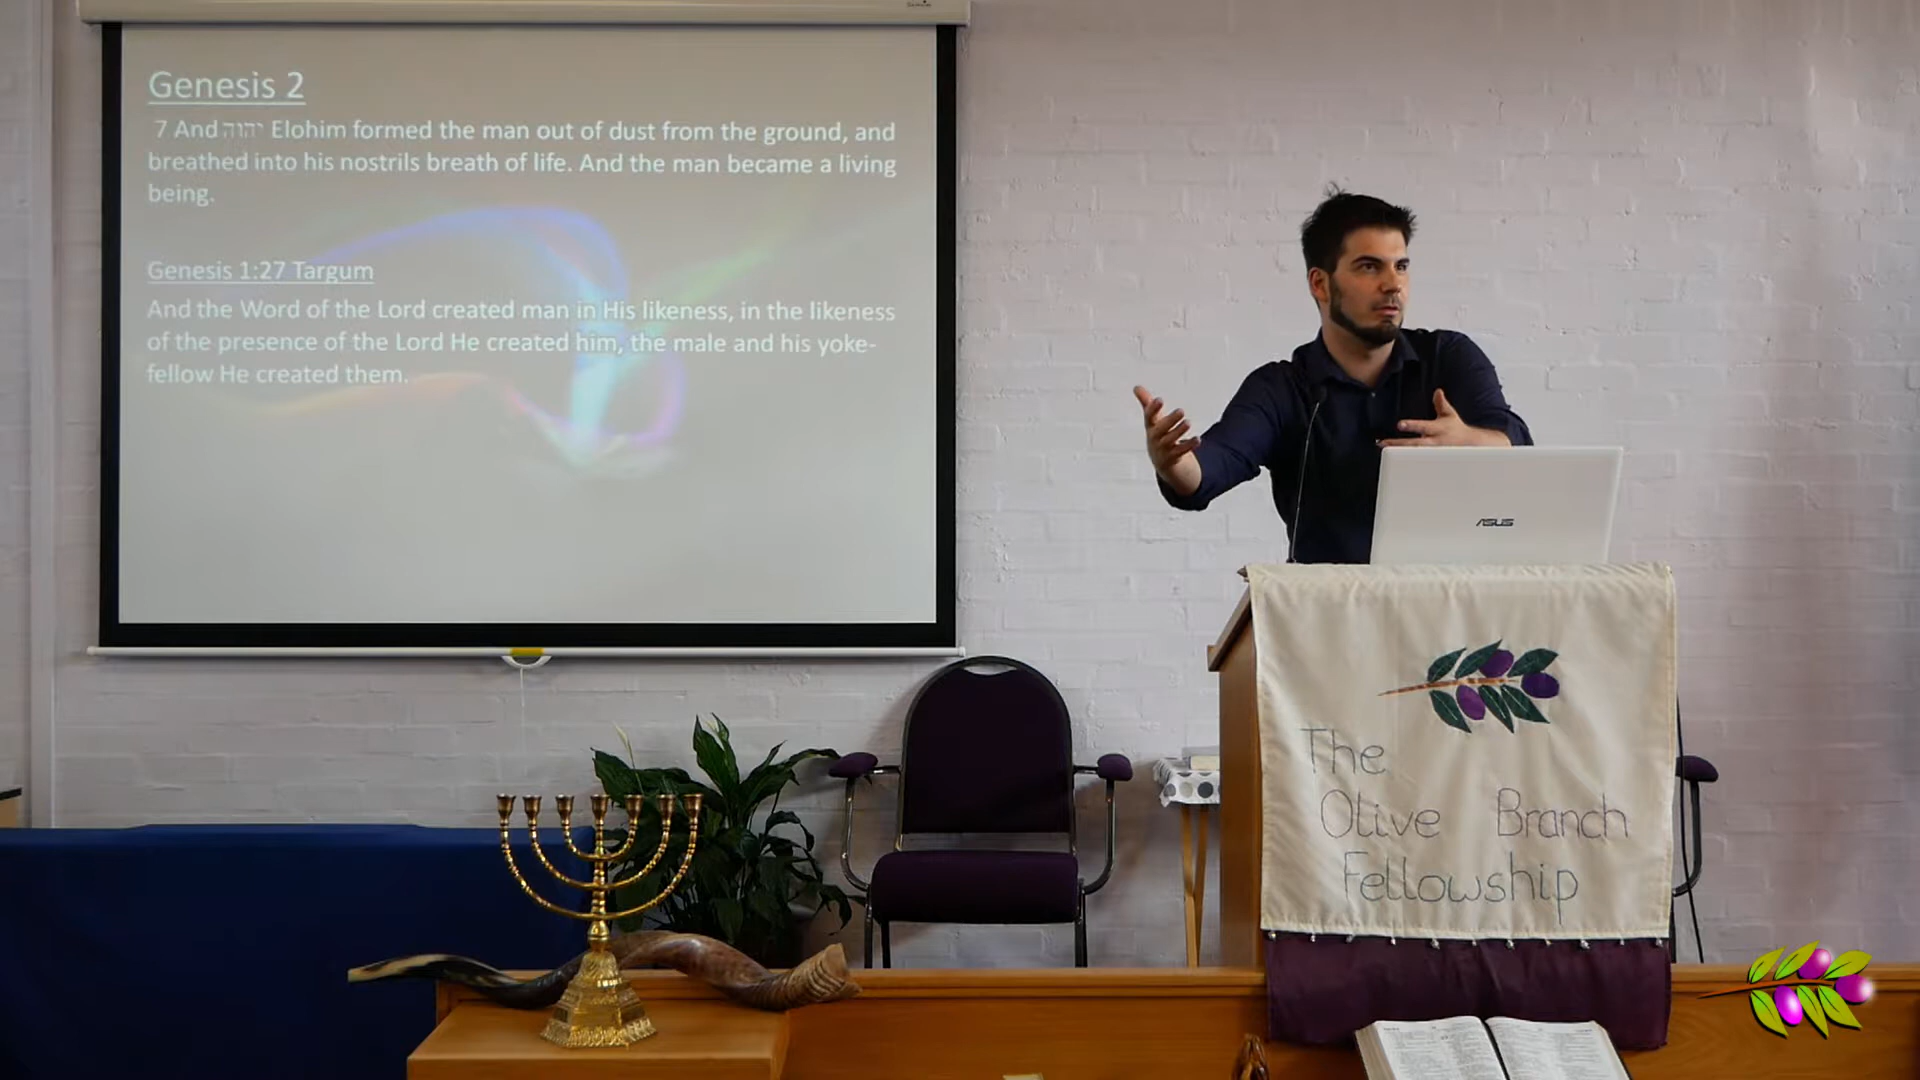 Genesis 2
7 And יהוה Elohim formed the man out of dust from the ground, and
breathed into his nostrils breath of life. And the man became a living
being.
Genesis 1:27 Targum
And the Word of the Lord created man in His likeness, in the likeness
of the presence of the Lord He created him, the male and his yoke-
fellow He created them.
ASUS
The
Olive Branch
Fellowship